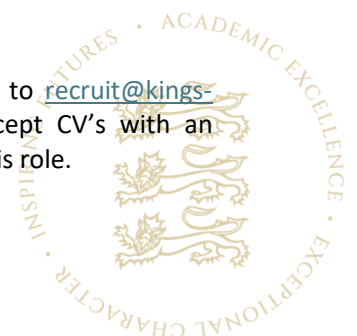 to recruit@kings-
cept CV's with an
is role.
INSPIRING FUTURES • ACADEMIC EXCELLENCE • EXCEPTIONAL CHARACTER •